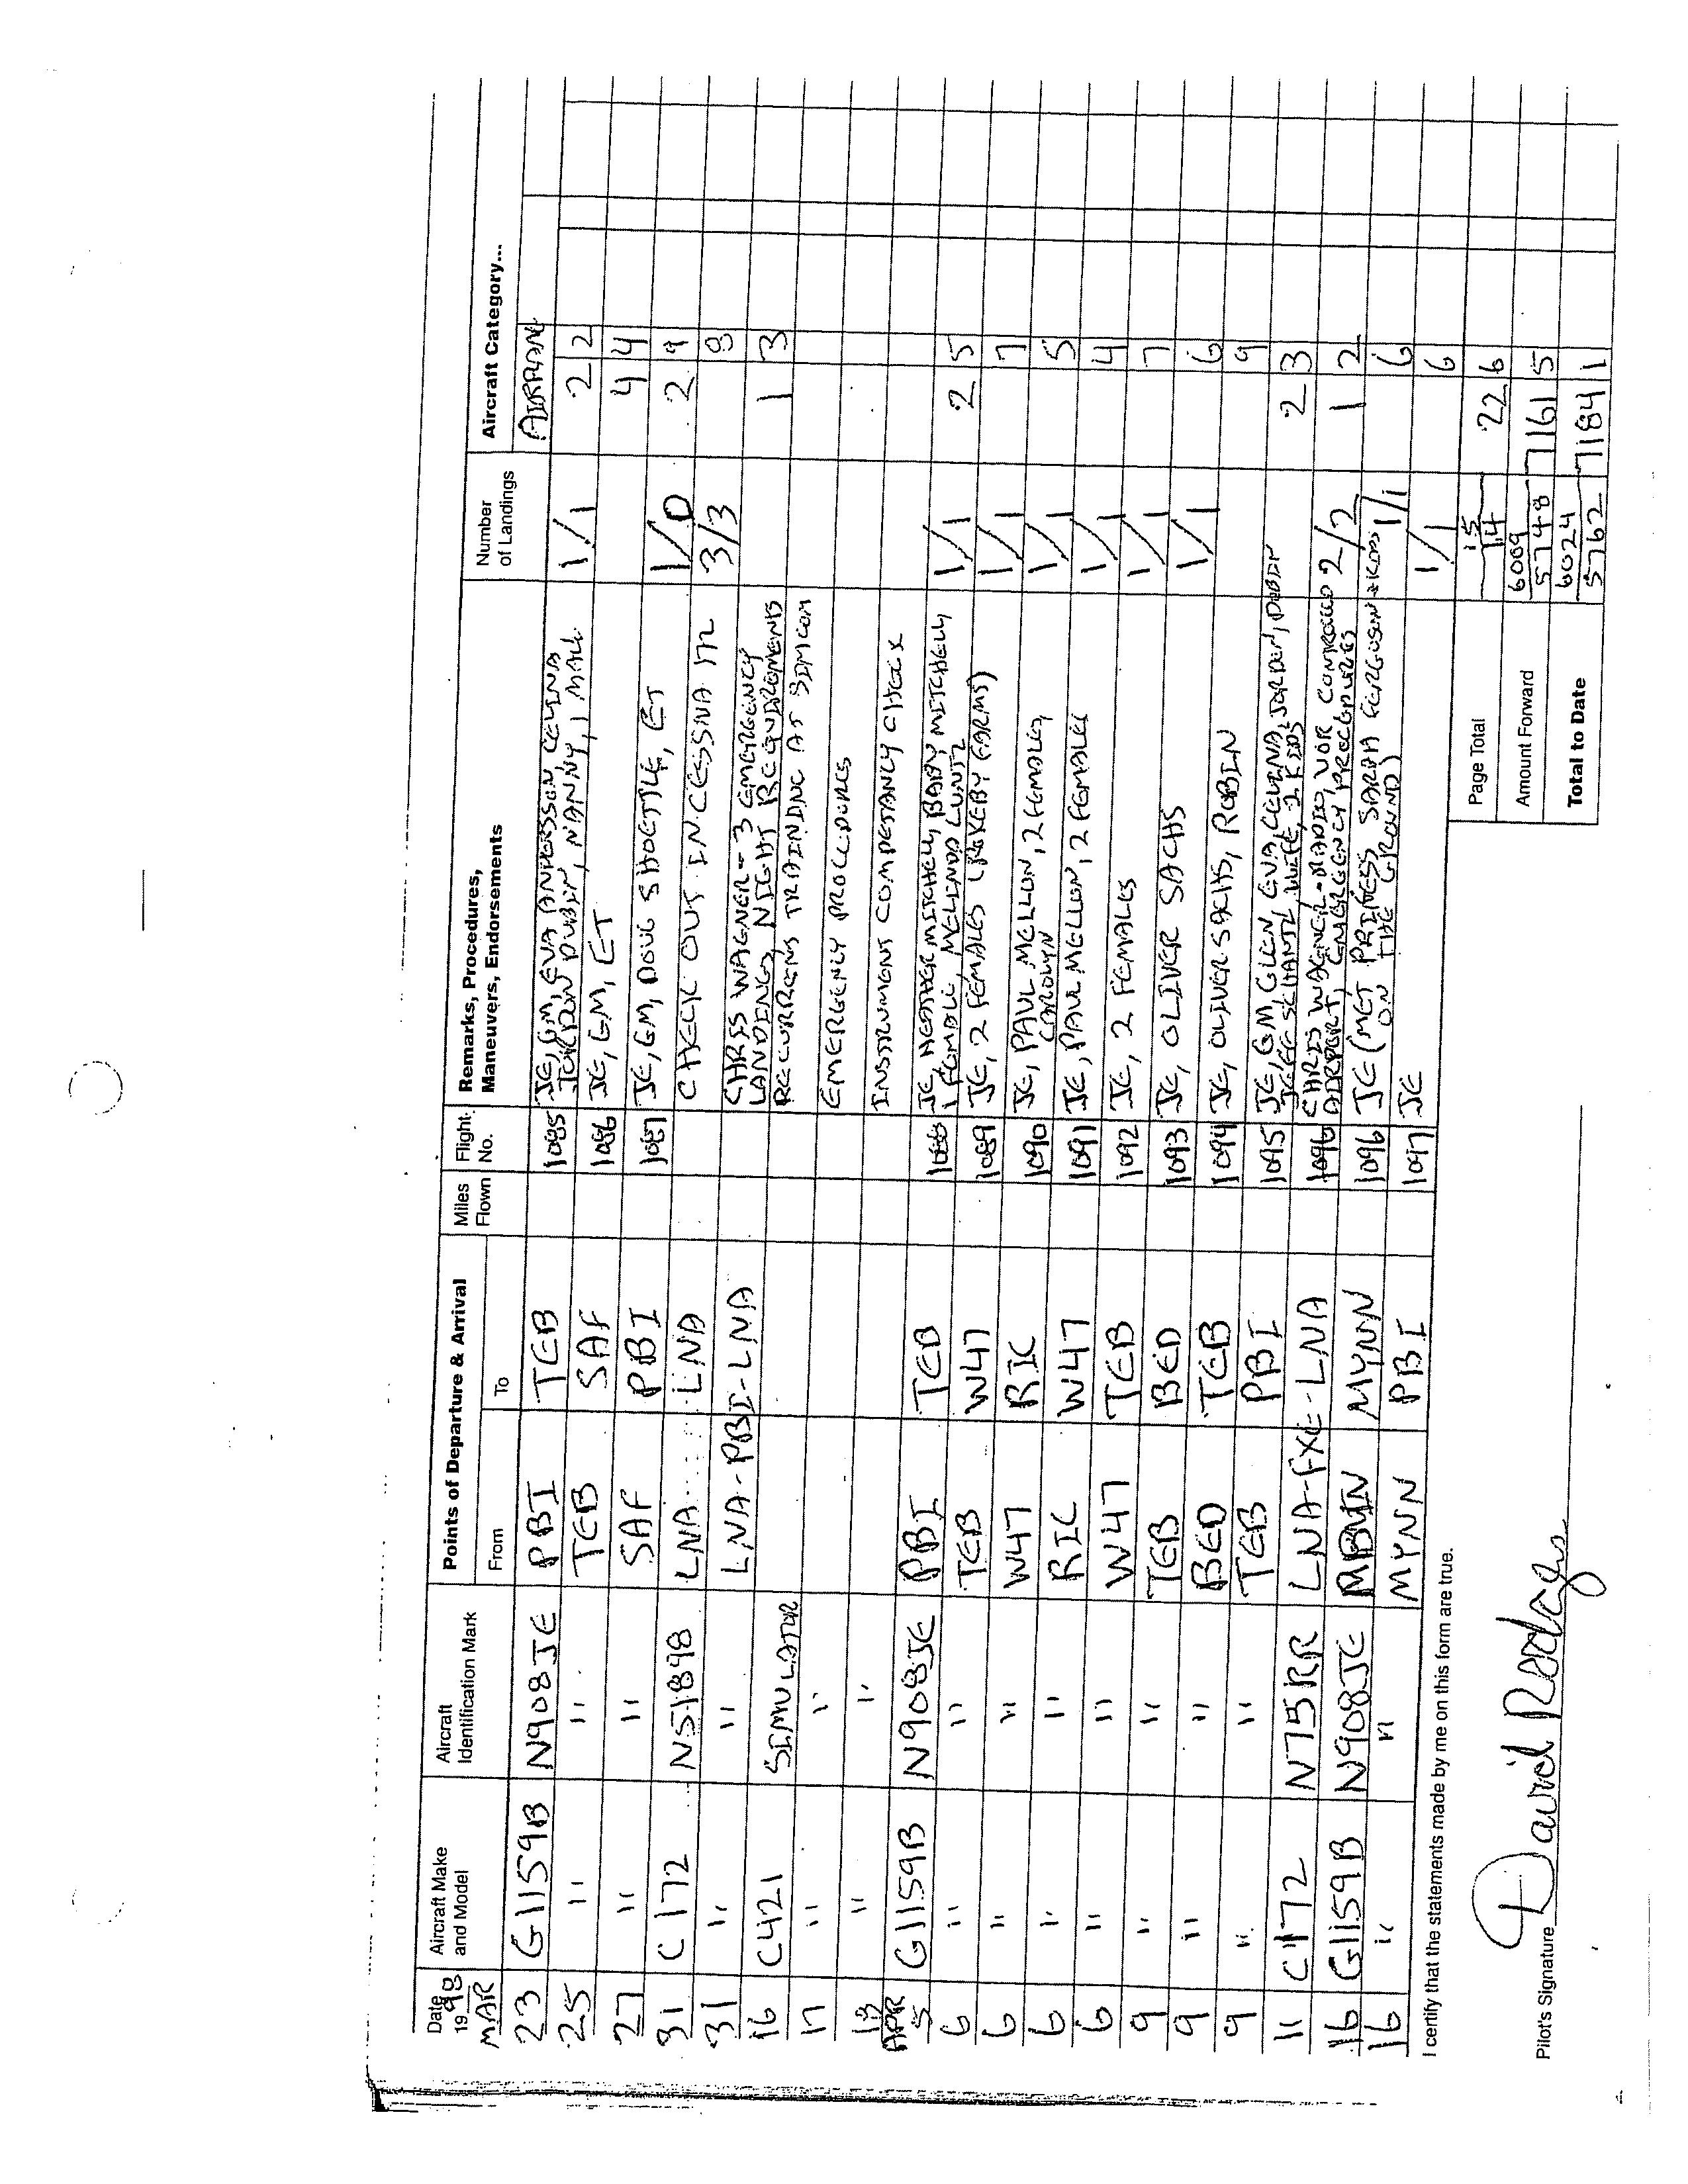 Date 19 98 Aircraft Make and Model Aircraft Identification Mark Points of Departure & Arrival From To Miles Flown Flight No. Remarks, Procedures, Maneuvers, Endorsements Number of Landings Aircraft Category...
MAR AIRPLANE
23 G1159B N908JE PBI TEB 1085 JE, GM, EVA ANDERSSON, CELINA 1/1 2 2
JORDON DUBIN, NANNY, 1 MALE
25 " " TEB SAF 1086 JE, GM, ET 4 4
27 " " SAF PBI 1087 JE, GM, DOUG SHOETTLE, ET 1/0 2 9
31 C172 N51898 LNA LNA CHECK OUT IN CESSNA 172 3/3 8
31 " " LNA-PBI-LNA CHRIS WAGNER - 3 EMERGENCY 1 3
LANDINGS, NIGHT REQUIREMENTS
16 C421 SIMULATOR RECURRENT TRAINING AT SIMCOM
17 " " EMERGENCY PROCEDURES
18 " " INSTRUMENT COMPETANCY CHECK
APR
5 G1159B N908JE PBI TEB 1088 JE, HEATHER MITCHELL, BABY MITCHELL 1/1 2 5
1 FEMALE, MELINDA LUNTZ
6 " " TEB W47 1089 JE, 2 FEMALES (OAKEBY FARMS) 1/1 7
6 " " W47 RIC 1090 JE, PAUL MELLON, 2 FEMALES 1/1 5
CAROLYN
6 " " RIC W47 1091 JE, PAUL MELLON, 2 FEMALES 1/1 4
6 " " W47 TEB 1092 JE, 2 FEMALES 1/1 7
9 " " TEB BED 1093 JE, OLIVER SACHS 1/1 6
9 " " BED TEB 1094 JE, OLIVER SACHS, ROBIN 9
9 " " TEB PBI 1095 JE, GM, GLEN, EVA, CELINA, JORDEN, DUBIN 2 3
JEFF SCHANTZ, WIFE, 2 KIDS
11 C172 N75RR LNA-FXE-LNA 1096 CHRIS WAGNER - RADIO, VOR CONTROLLED 2/2 1 2
AIRPORT, EMERGENCY PROCEDURES
16 G1159B N908JE MYNN 1096 JE (MET PRINCESS SARAH FERGUSON + KIDS 1/1 6
ON THE GROUND)
16 " " MYNN PBI 1097 JE 1/1 6
I certify that the statements made by me on this form are true.
Page Total 15 14 22 6
Amount Forward 6009 5748 7161 5
Total to Date 6024 5762 7184 1
Pilot's Signature David Rodgers